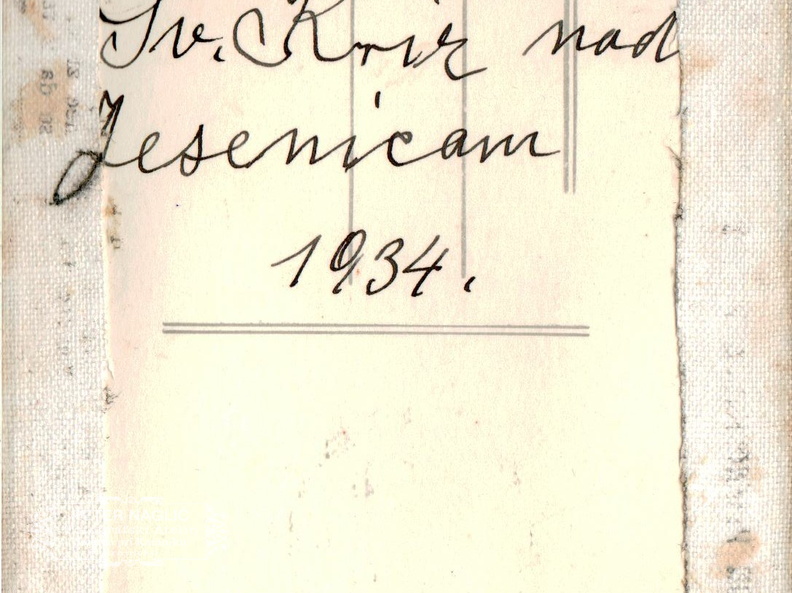 Sv. Križ nad
Jesenicam
1934.